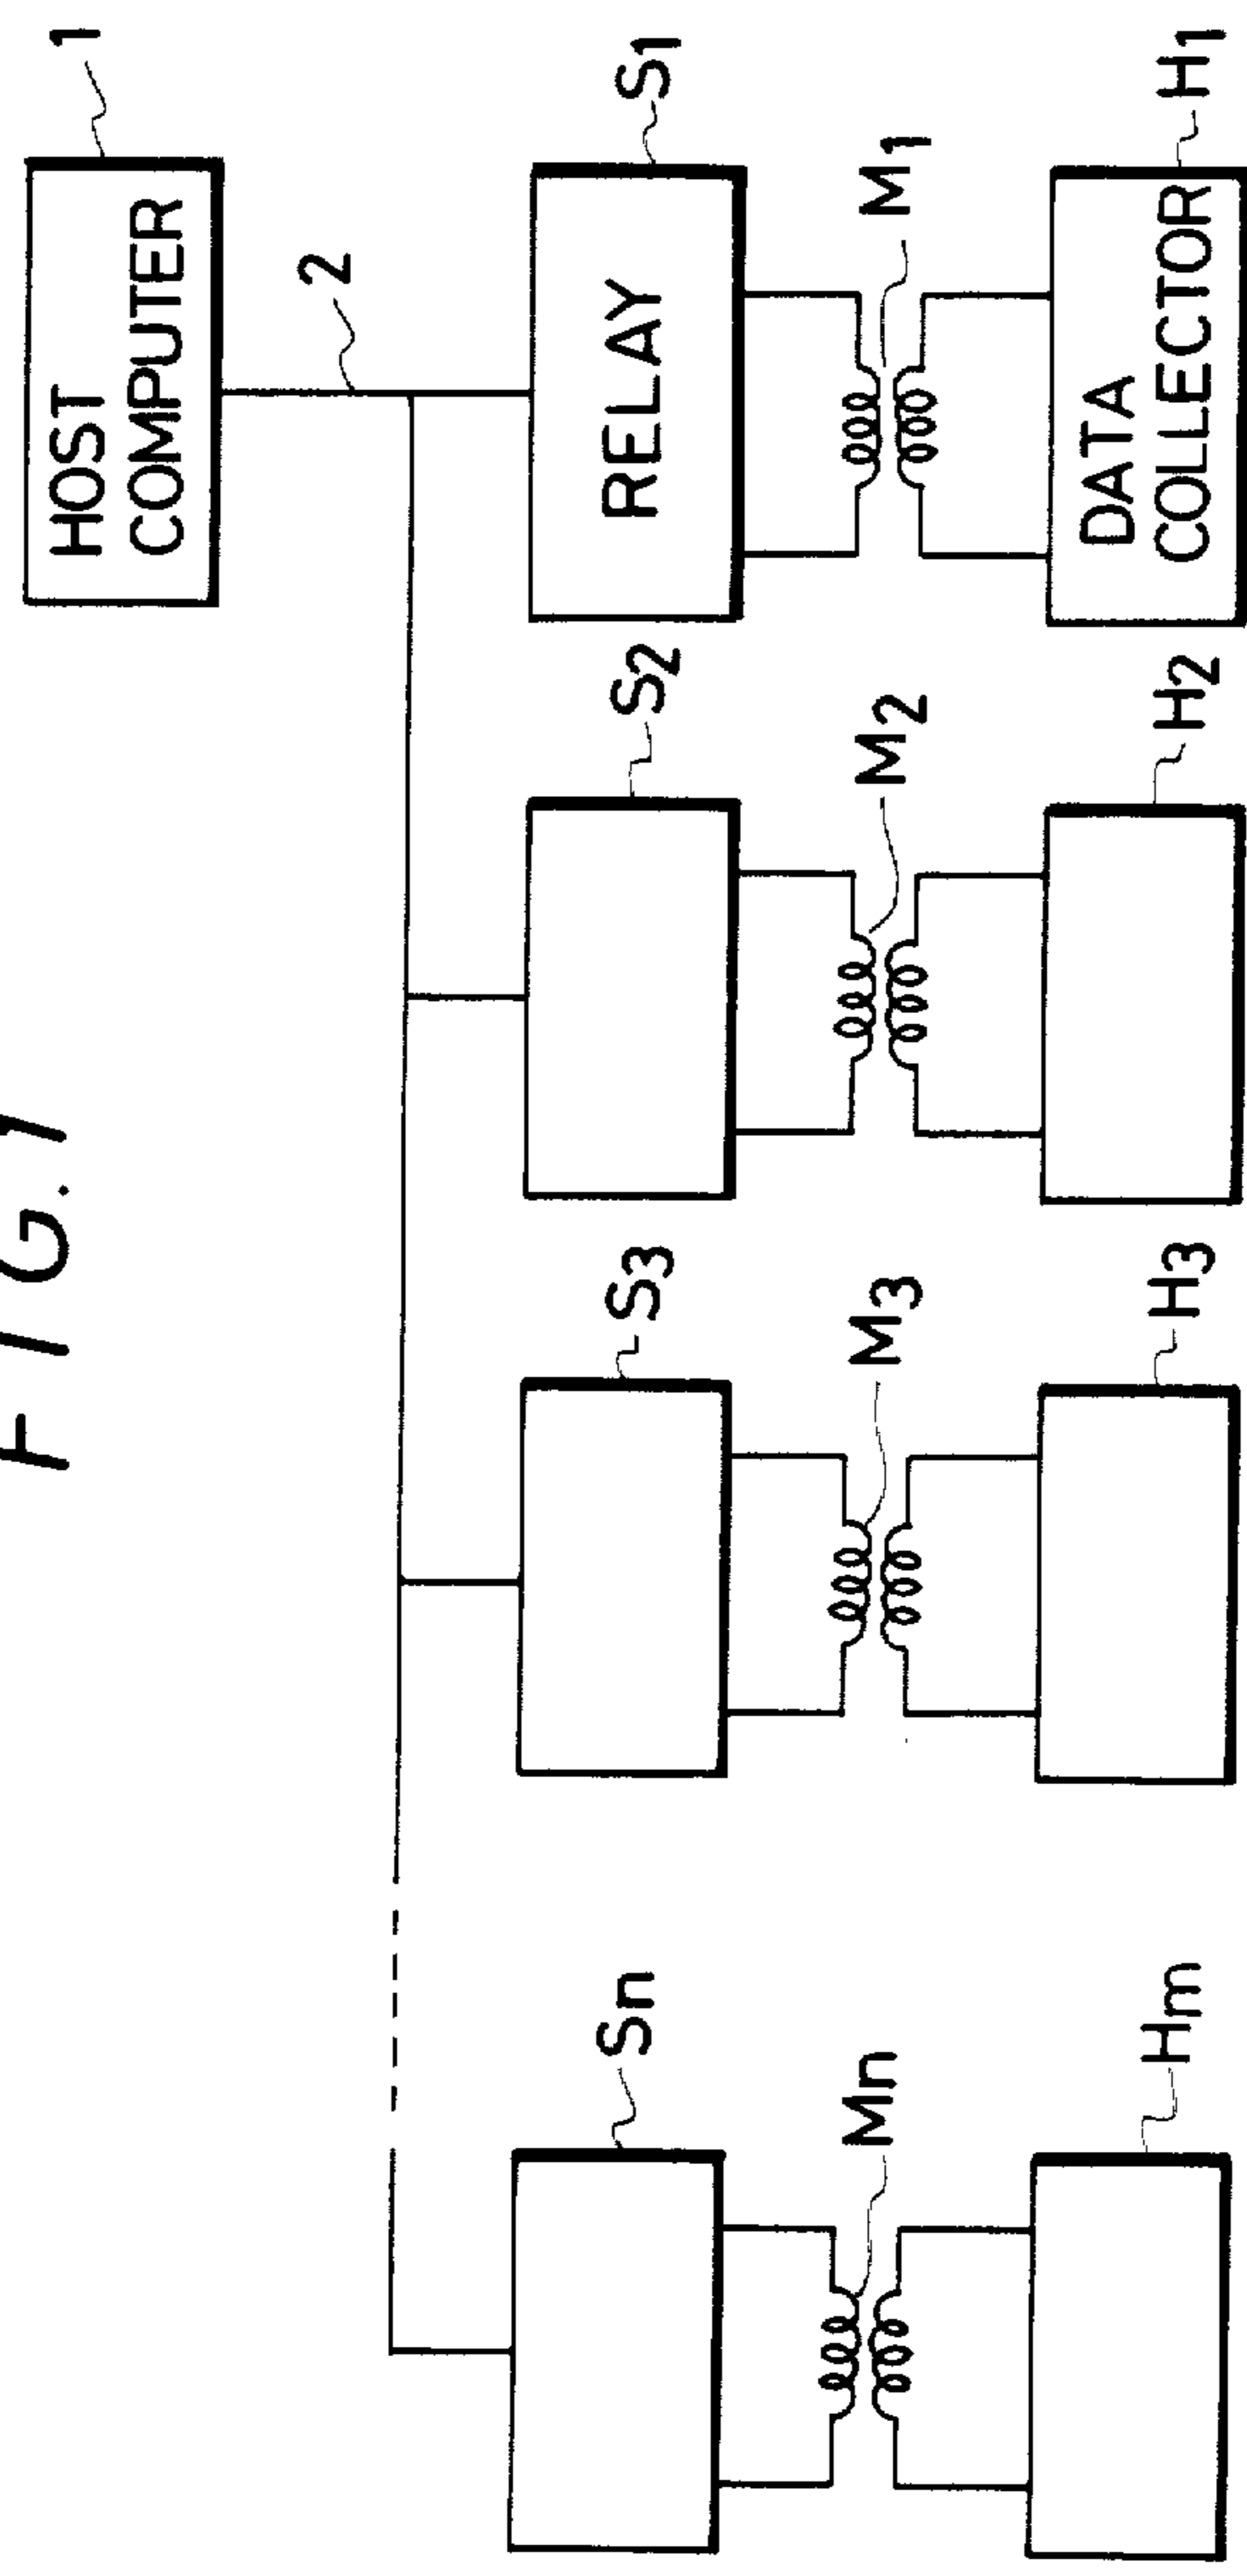 FIG.1
HOST
COMPUTER
1
2
RELAY
S1
S2
S3
Sn
M1
M2
M3
Mn
DATA
COLLECTOR
H1
H2
H3
Hm